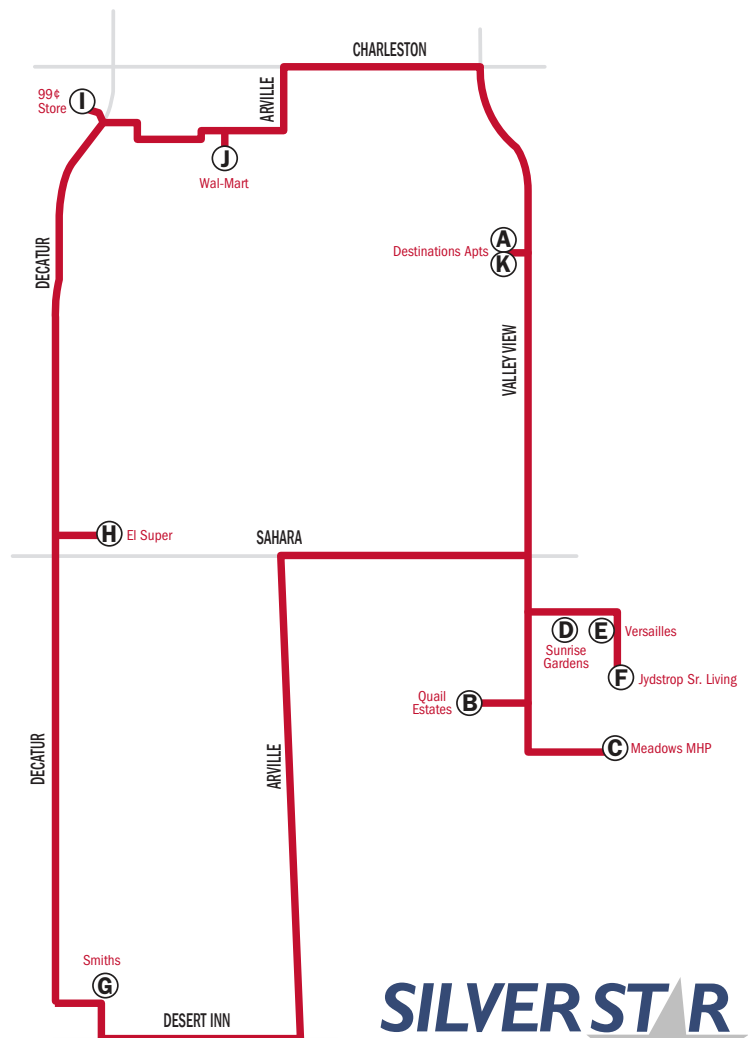 CHARLESTON
99¢
Store
I
ARVILLE
J
Wal-Mart
DECATUR
A
Destinations Apts
K
VALLEY VIEW
H
El Super
SAHARA
D
E
Versailles
Sunrise
Gardens
F
Jydstrop Sr. Living
Quail
Estates
B
C
Meadows MHP
DECATUR
ARVILLE
Smiths
G
DESERT INN
SILVER STAR